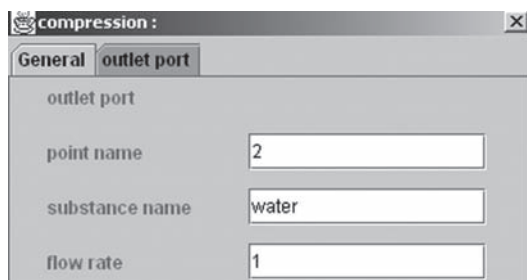 compression :
General outlet port
outlet port
point name 2
substance name water
flow rate 1